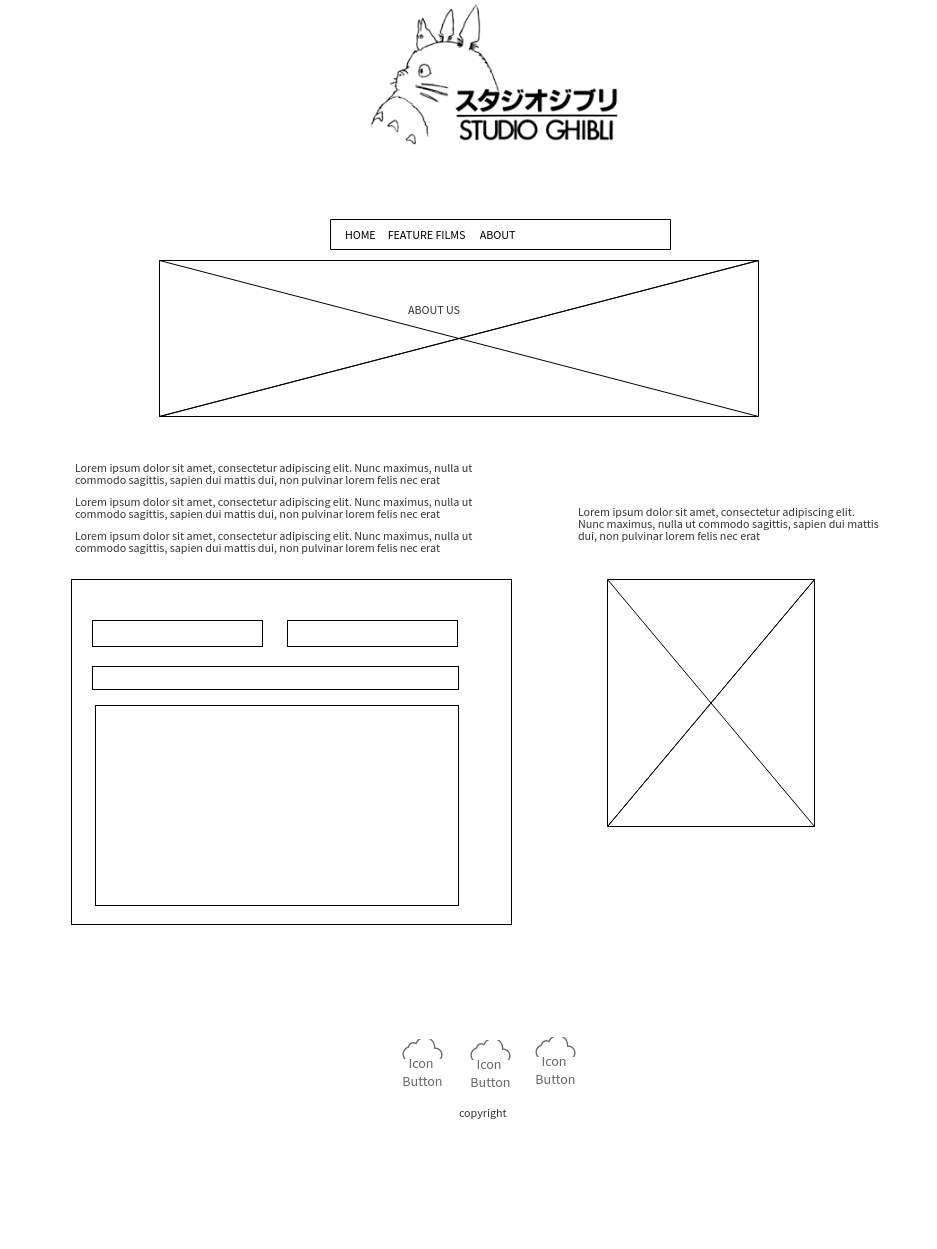 スタジオジブリ
STUDIO GHIBLI
HOME FEATURE FILMS ABOUT
ABOUT US
Lorem ipsum dolor sit amet, consectetur adipiscing elit. Nunc maximus, nulla ut
commodo sagittis, sapien dui mattis dui, non pulvinar lorem felis nec erat
Lorem ipsum dolor sit amet, consectetur adipiscing elit. Nunc maximus, nulla ut
commodo sagittis, sapien dui mattis dui, non pulvinar lorem felis nec erat
Lorem ipsum dolor sit amet, consectetur adipiscing elit. Nunc maximus, nulla ut
commodo sagittis, sapien dui mattis dui, non pulvinar lorem felis nec erat
Lorem ipsum dolor sit amet, consectetur adipiscing elit.
Nunc maximus, nulla ut commodo sagittis, sapien dui mattis
dui, non pulvinar lorem felis nec erat
Icon
Button
Icon
Button
Icon
Button
copyright